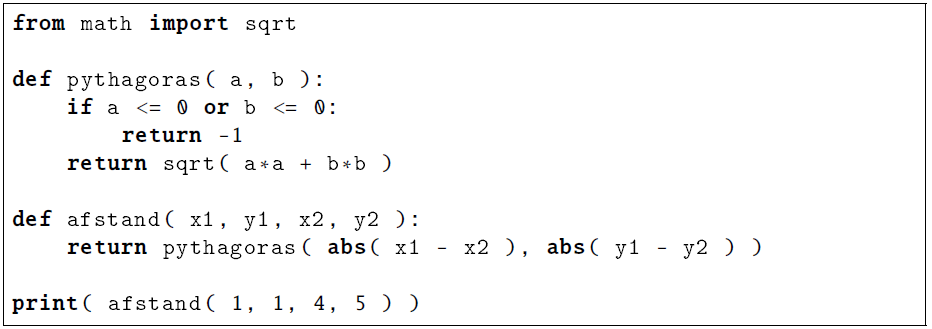 from math import sqrt
def pythagoras( a, b ):
    if a <= 0 or b <= 0:
        return -1
    return sqrt( a*a + b*b )
def afstand( x1, y1, x2, y2 ):
    return pythagoras( abs( x1 - x2 ), abs( y1 - y2 ) )
print( afstand( 1, 1, 4, 5 ) )